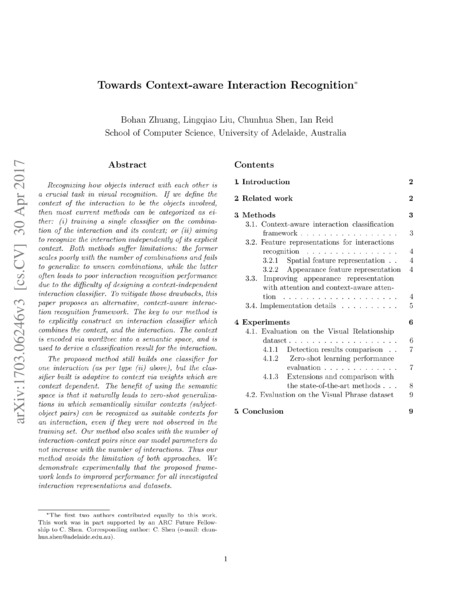 Towards Context-aware Interaction Recognition*
Bohan Zhuang, Lingqiao Liu, Chunhua Shen, Ian Reid
School of Computer Science, University of Adelaide, Australia
arXiv:1703.06246v3 [cs.CV] 30 Apr 2017
Abstract
Recognizing how objects interact with each other is
a crucial task in visual recognition. If we define the
context of the interaction to be the objects involved,
then most current methods can be categorized as ei-
ther: (i) training a single classifier on the combina-
tion of the interaction and its context; or (ii) aiming
to recognize the interaction independently of its explicit
context. Both methods suffer limitations: the former
scales poorly with the number of combinations and fails
to generalize to unseen combinations, while the latter
often leads to poor interaction recognition performance
due to the difficulty of designing a context-independent
interaction classifier. To mitigate those drawbacks, this
paper proposes an alternative, context-aware interac-
tion recognition framework. The key to our method is
to explicitly construct an interaction classifier which
combines the context, and the interaction. The context
is encoded via word2vec into a semantic space, and is
used to derive a classification result for the interaction.
The proposed method still builds one classifier for
one interaction (as per type (ii) above), but the clas-
sifier built is adaptive to context via weights which are
context dependent. The benefit of using the semantic
space is that it naturally leads to zero-shot generaliza-
tions in which semantically similar contexts (subject-
object pairs) can be recognized as suitable contexts for
an interaction, even if they were not observed in the
training set. Our method also scales with the number of
interaction-context pairs since our model parameters do
not increase with the number of interactions. Thus our
method avoids the limitation of both approaches. We
demonstrate experimentally that the proposed frame-
work leads to improved performance for all investigated
interaction representations and datasets.
*The first two authors contributed equally to this work.
This work was in part supported by an ARC Future Fellow-
ship to C. Shen. Corresponding author: C. Shen (e-mail: chun-
hua.shen@adelaide.edu.au).
Contents
1 Introduction 2
2 Related work 2
3 Methods 3
3.1. Context-aware interaction classification
framework . . . . . . . . . . . . . . . . . 3
3.2. Feature representations for interactions
recognition . . . . . . . . . . . . . . . . 4
3.2.1 Spatial feature representation . . 4
3.2.2 Appearance feature representation 4
3.3. Improving appearance representation
with attention and context-aware atten-
tion . . . . . . . . . . . . . . . . . . . . 4
3.4. Implementation details . . . . . . . . . 5
4 Experiments 6
4.1. Evaluation on the Visual Relationship
dataset . . . . . . . . . . . . . . . . . . . 6
4.1.1 Detection results comparison . . 7
4.1.2 Zero-shot learning performance
evaluation . . . . . . . . . . . . . 7
4.1.3 Extensions and comparison with
the state-of-the-art methods . . . 8
4.2. Evaluation on the Visual Phrase dataset 9
5 Conclusion 9
1